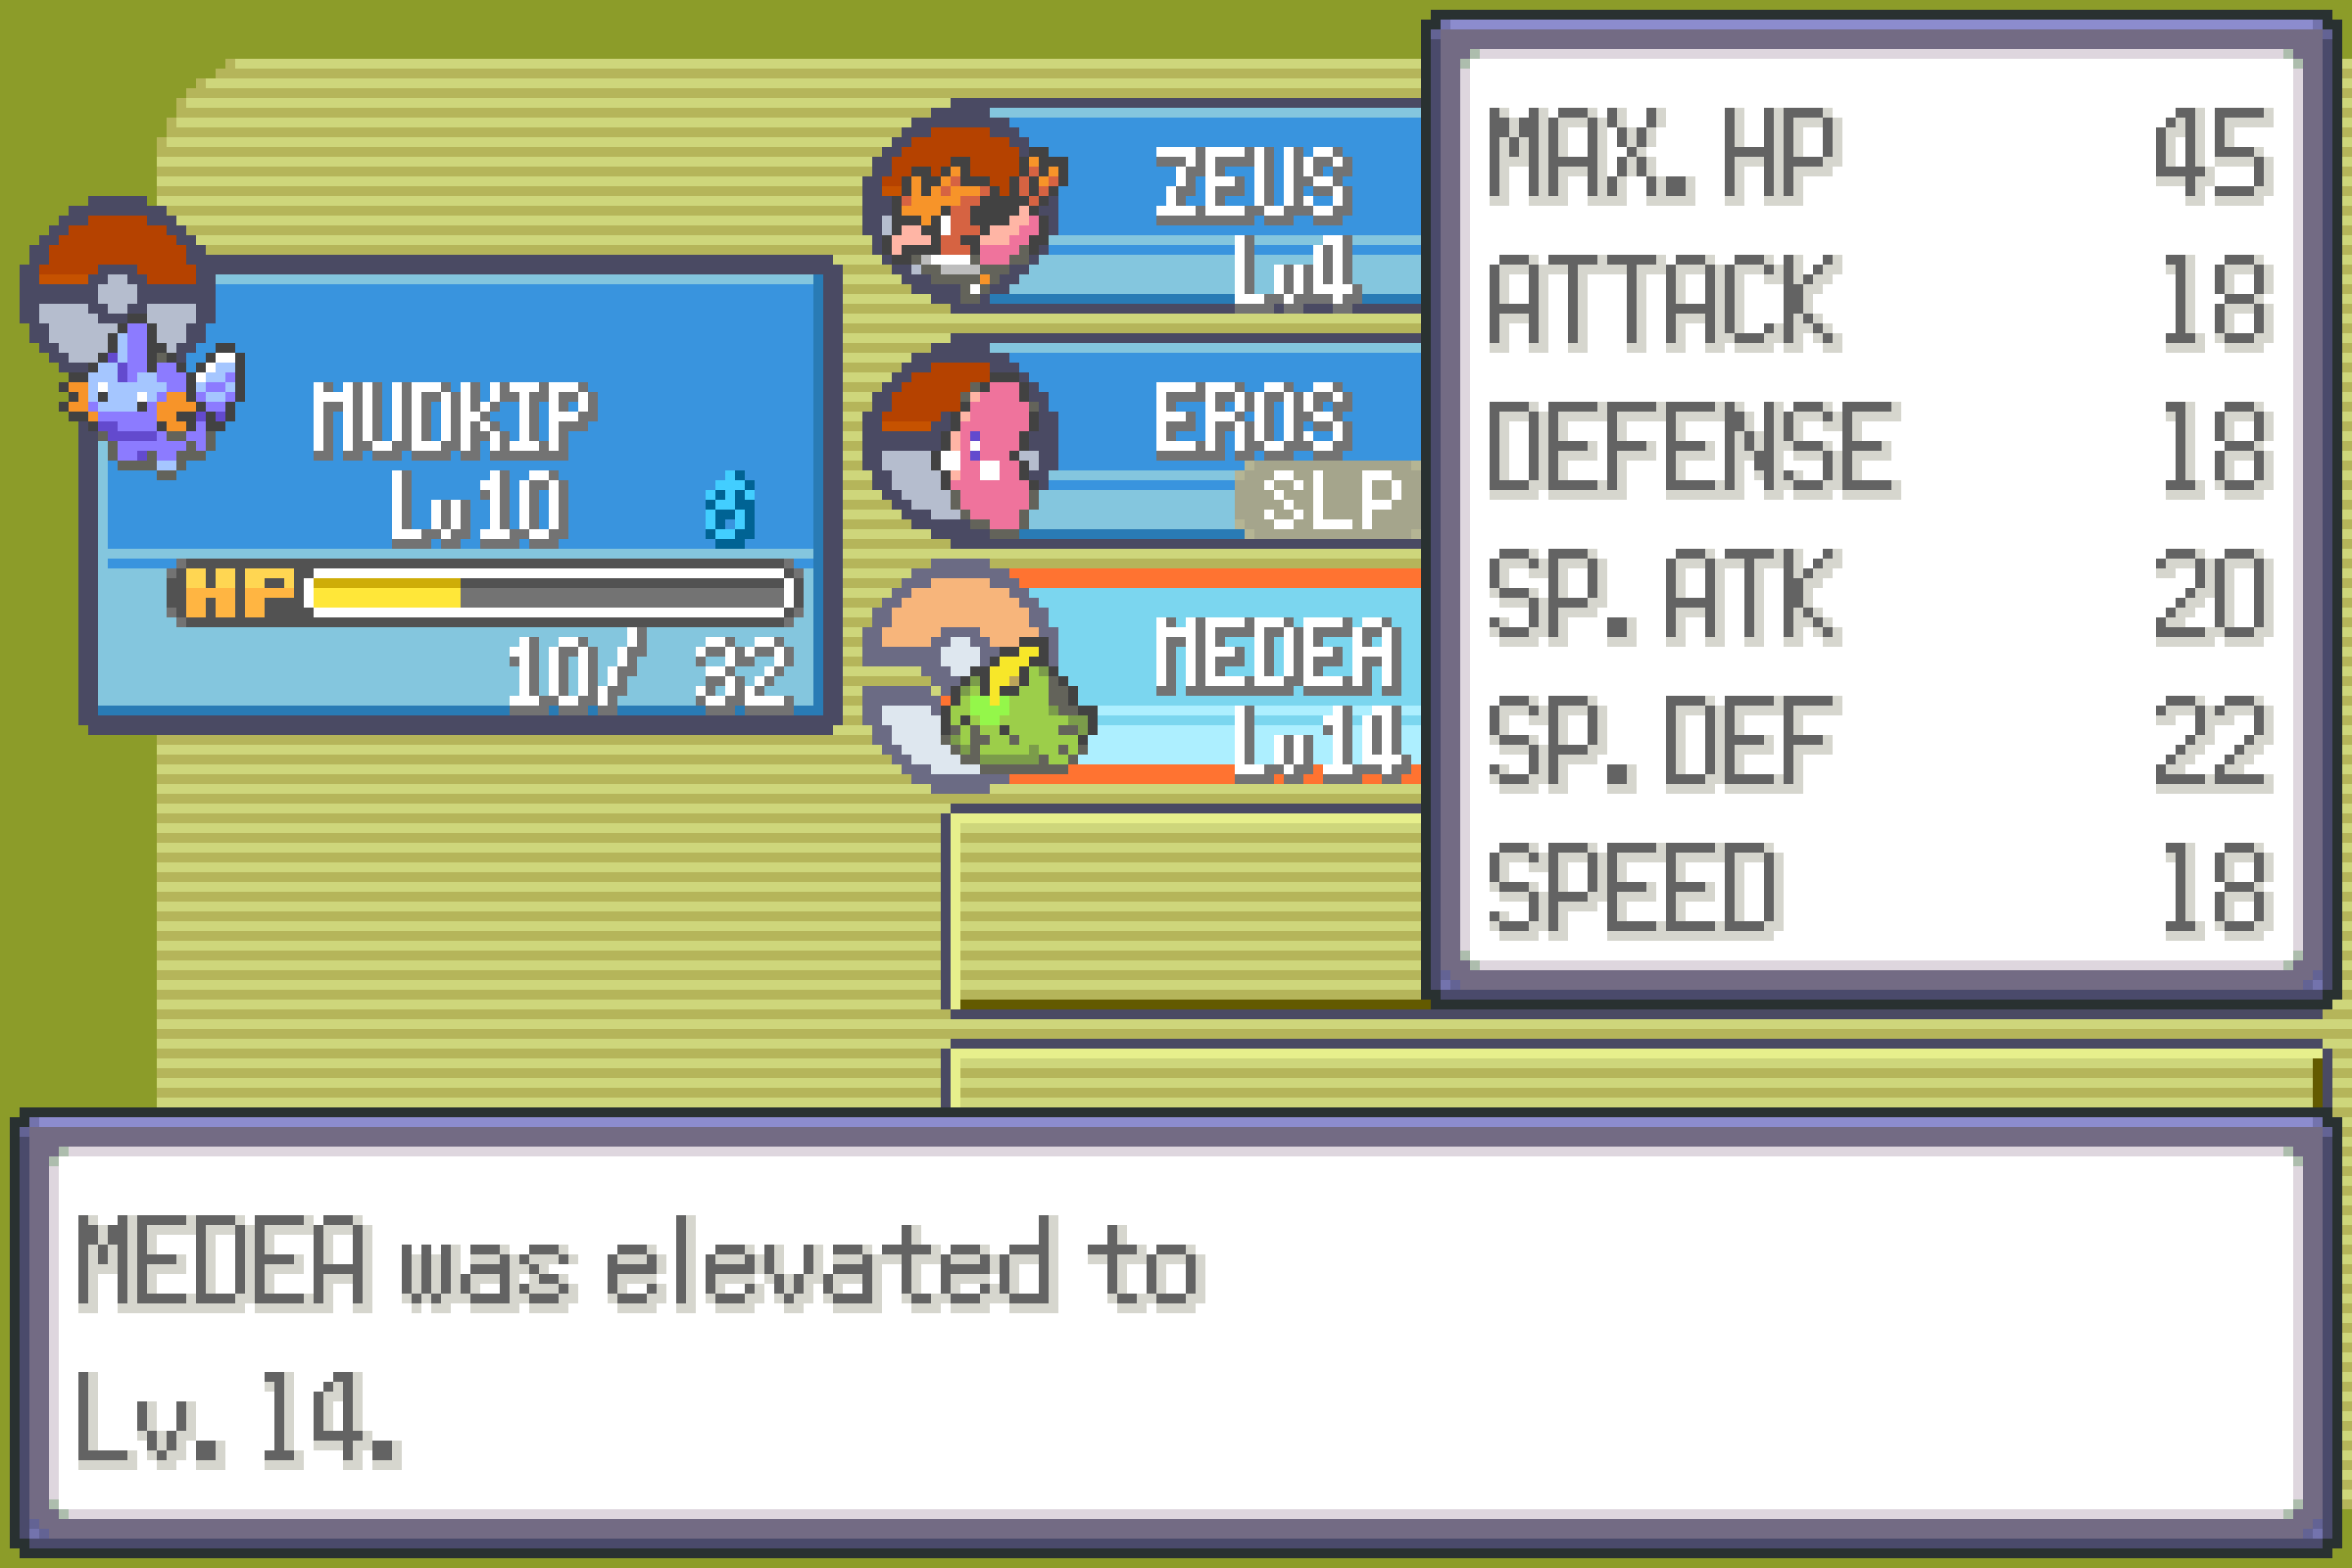 MUDKIP
Lv10
HP
10/ 32
ZEUS
Lv4
EROS
SLP
MEDEA
Lv14
MAX. HP 45
ATTACK 18
DEFENSE 18
SP. ATK 20
SP. DEF 22
SPEED 18
MEDEA was elevated to
Lv. 14.